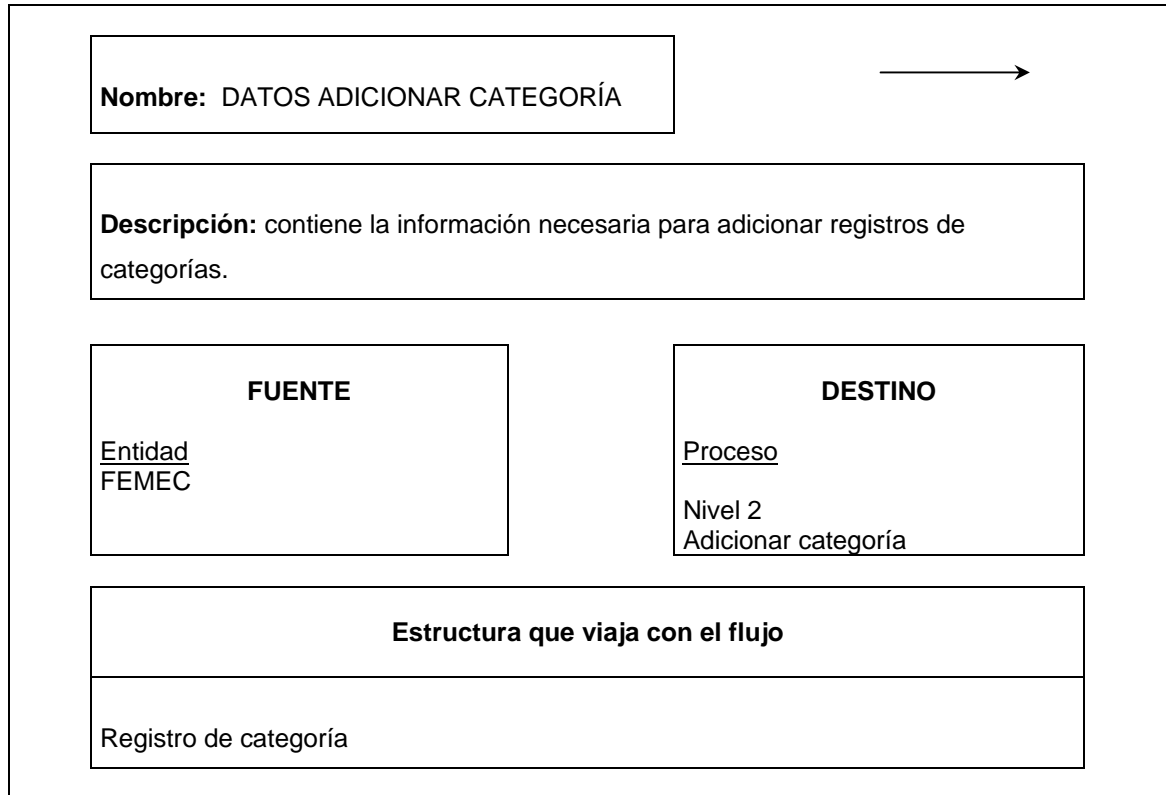 Nombre: DATOS ADICIONAR CATEGORÍA
Descripción: contiene la información necesaria para adicionar registros de
categorías.
FUENTE
Entidad
FEMEC
DESTINO
Proceso
Nivel 2
Adicionar categoría
Estructura que viaja con el flujo
Registro de categoría